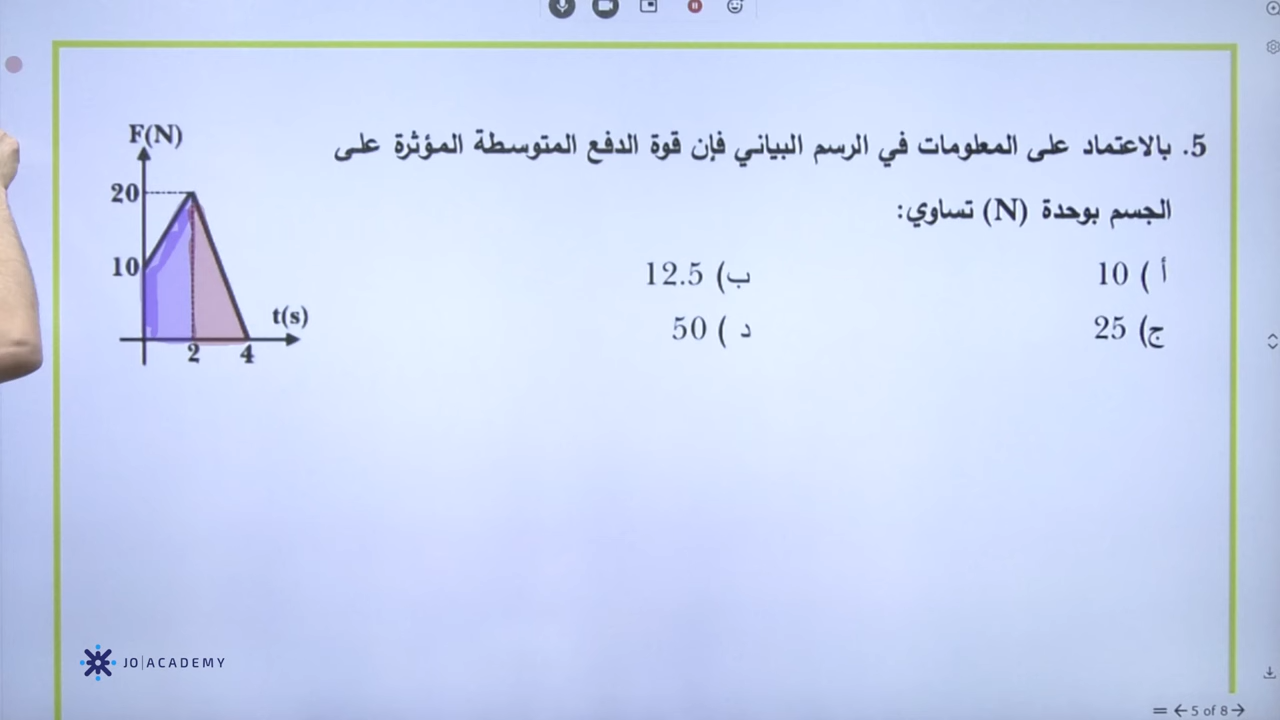 5. بالاعتماد على المعلومات في الرسم البياني فإن قوة الدفع المتوسطة المؤثرة على
الجسم بوحدة (N) تساوي:
أ ) 10
ب) 12.5
ج) 25
د ) 50
F(N)
20
10
t(s)
2 4
JO|ACADEMY
5 of 8